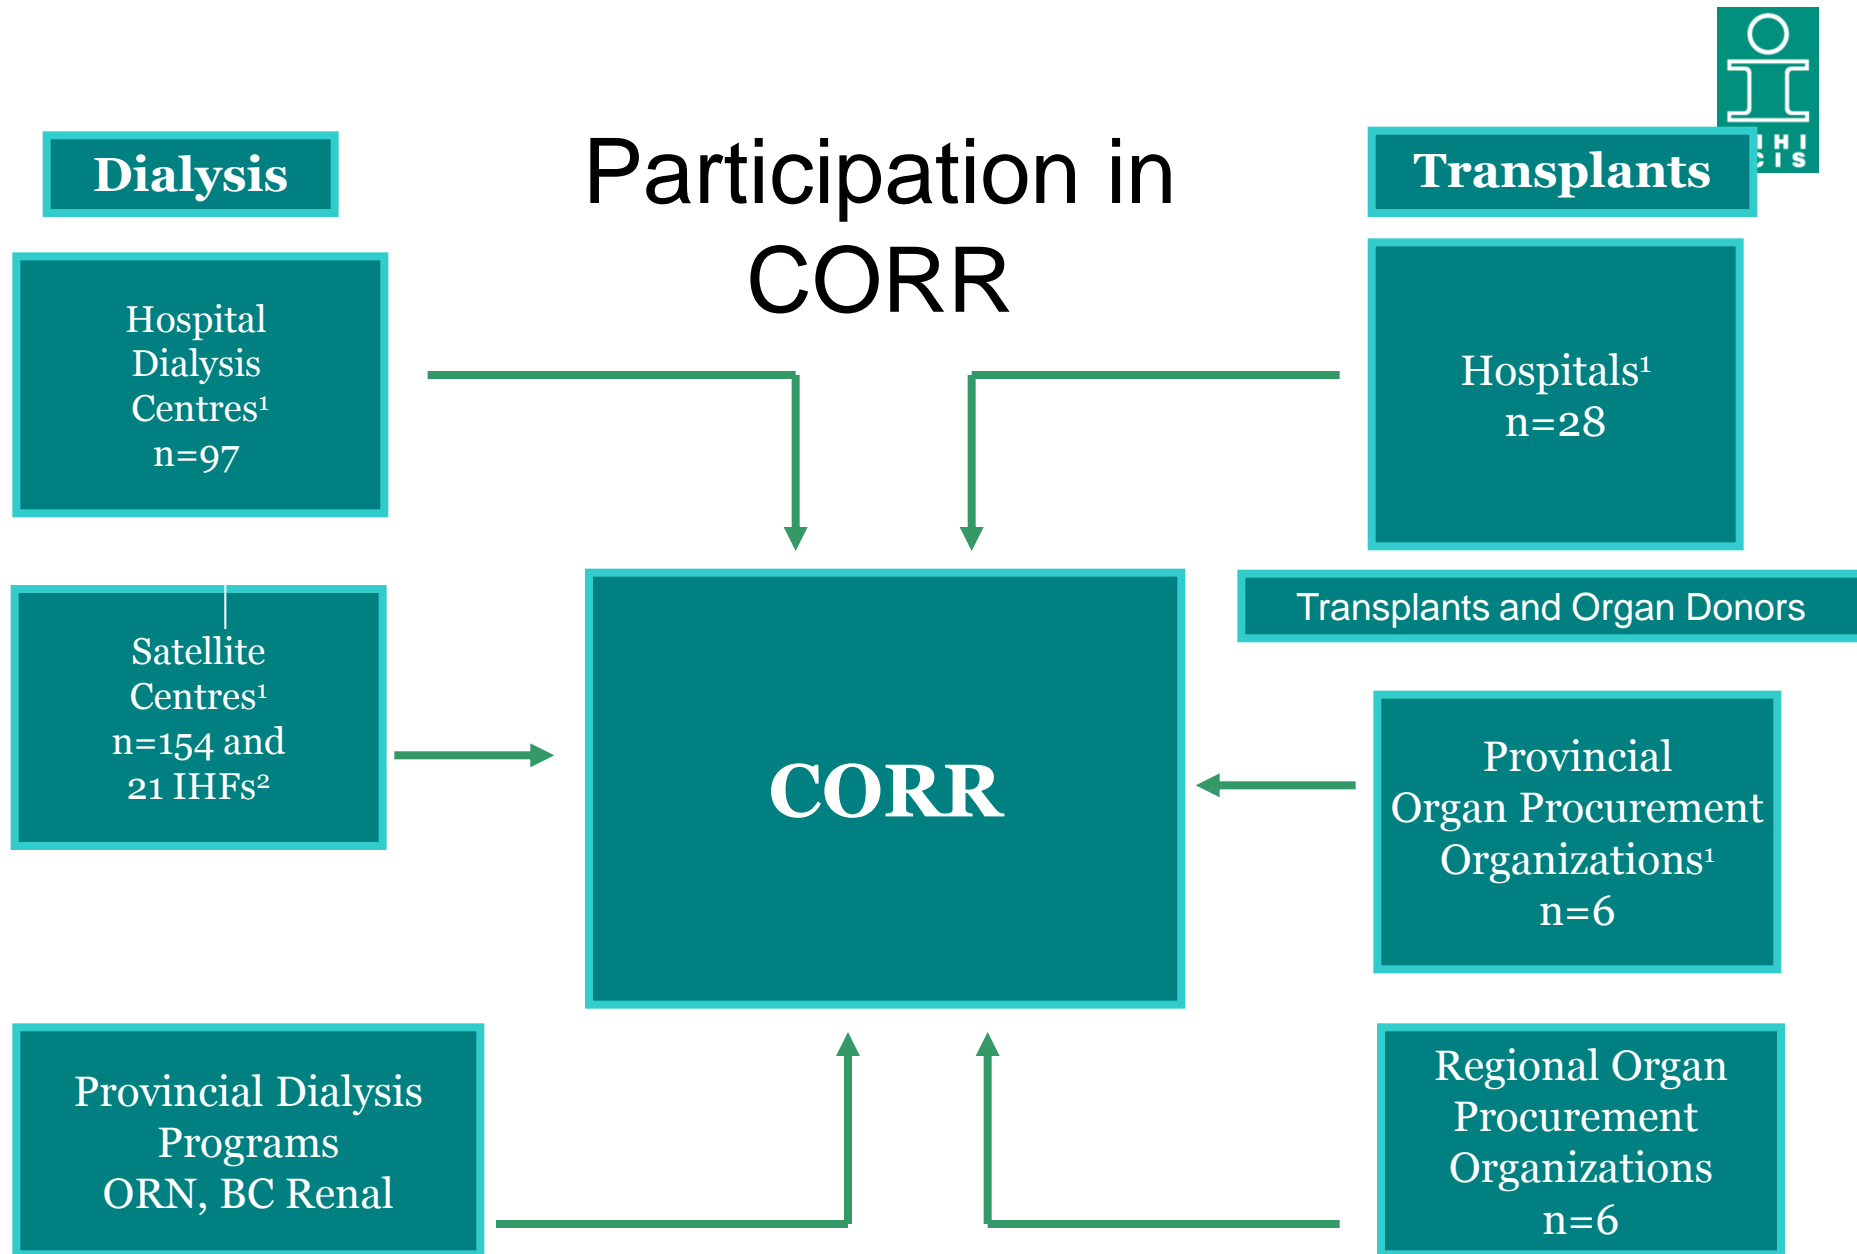 Participation in
CORR
Dialysis
Hospital
Dialysis
Centres¹
n=97
Satellite
Centres¹
n=154 and
21 IHFs²
Provincial Dialysis
Programs
ORN, BC Renal
CORR
Transplants
Hospitals¹
n=28
Transplants and Organ Donors
Provincial
Organ Procurement
Organizations¹
n=6
Regional Organ
Procurement
Organizations
n=6